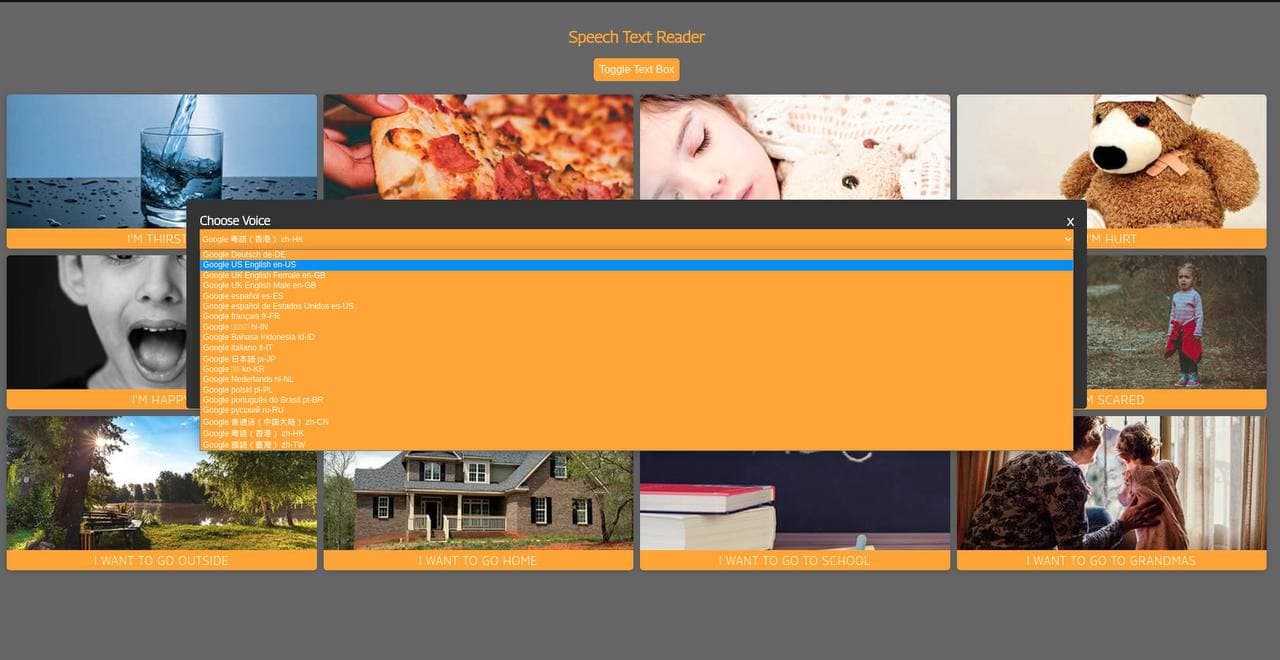 Speech Text Reader
Toggle Text Box
I'M THIRST
I'M HURT
Choose Voice
X
Google 粵語（香港） zh-HK
Google Deutsch de-DE
Google US English en-US
Google UK English Female en-GB
Google UK English Male en-GB
Google español es-ES
Google español de Estados Unidos es-US
Google français fr-FR
Google hi-IN
Google Bahasa Indonesia id-ID
Google italiano it-IT
Google 日本語 ja-JP
Google ko-KR
Google Nederlands nl-NL
Google polski pl-PL
Google português do Brasil pt-BR
Google русский ru-RU
Google 普通话（中国大陆） zh-CN
Google 粤語（香港） zh-HK
Google 國語（臺灣） zh-TW
I'M HAPP
M SCARED
I WANT TO GO OUTSIDE
I WANT TO GO HOME
I WANT TO GO TO SCHOOL
I WANT TO GO TO GRANDMAS